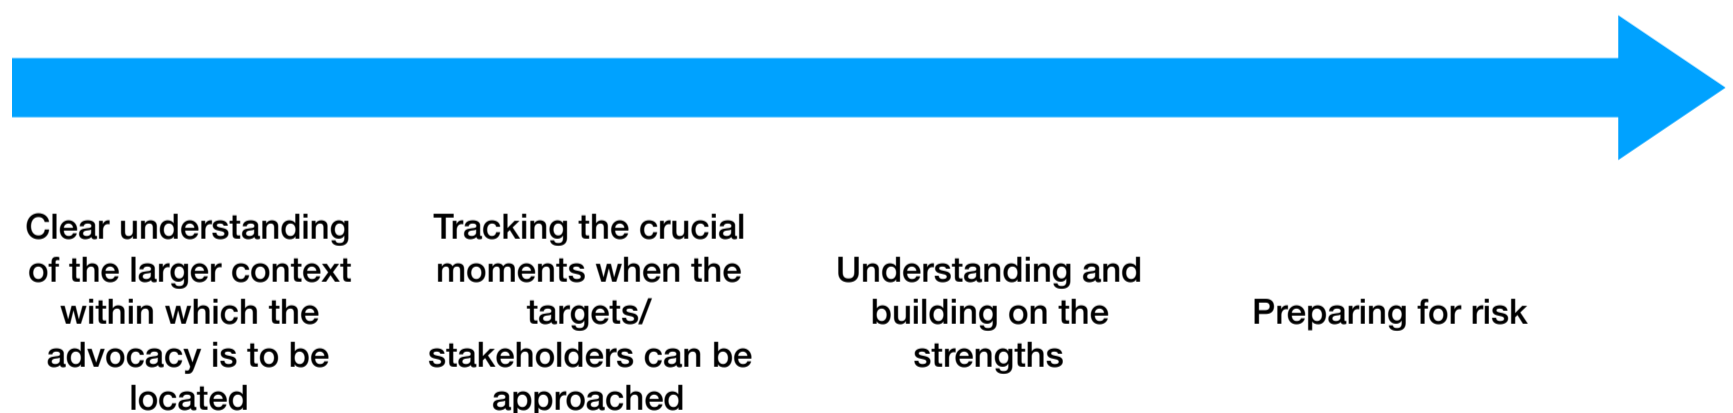 Clear understanding
of the larger context
within which the
advocacy is to be
located
Tracking the crucial
moments when the
targets/
stakeholders can be
approached
Understanding and
building on the
strengths
Preparing for risk